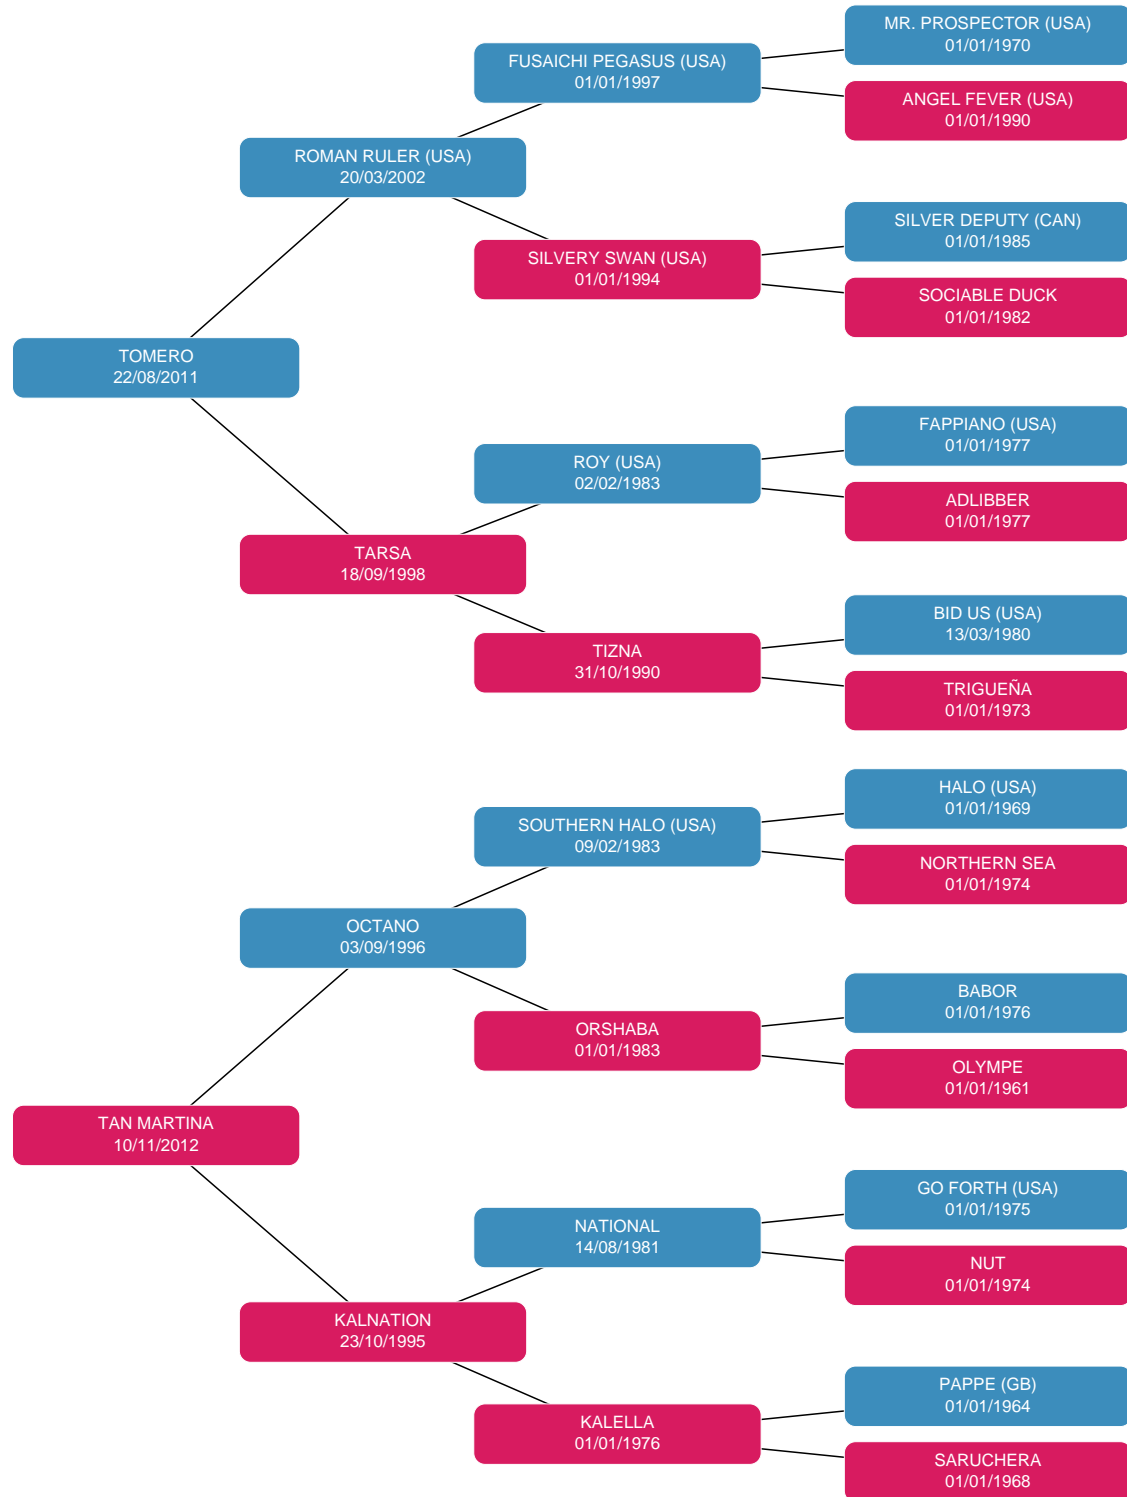 MR. PROSPECTOR (USA)
01/01/1970
FUSAICHI PEGASUS (USA)
01/01/1997
ANGEL FEVER (USA)
01/01/1990
ROMAN RULER (USA)
20/03/2002
SILVER DEPUTY (CAN)
01/01/1985
SILVERY SWAN (USA)
01/01/1994
SOCIABLE DUCK
01/01/1982
TOMERO
22/08/2011
FAPPIANO (USA)
01/01/1977
ROY (USA)
02/02/1983
ADLIBBER
01/01/1977
TARSA
18/09/1998
BID US (USA)
13/03/1980
TIZNA
31/10/1990
TRIGUEÑA
01/01/1973
HALO (USA)
01/01/1969
SOUTHERN HALO (USA)
09/02/1983
NORTHERN SEA
01/01/1974
OCTANO
03/09/1996
BABOR
01/01/1976
ORSHABA
01/01/1983
OLYMPE
01/01/1961
TAN MARTINA
10/11/2012
GO FORTH (USA)
01/01/1975
NATIONAL
14/08/1981
NUT
01/01/1974
KALNATION
23/10/1995
PAPPE (GB)
01/01/1964
KALELLA
01/01/1976
SARUCHERA
01/01/1968